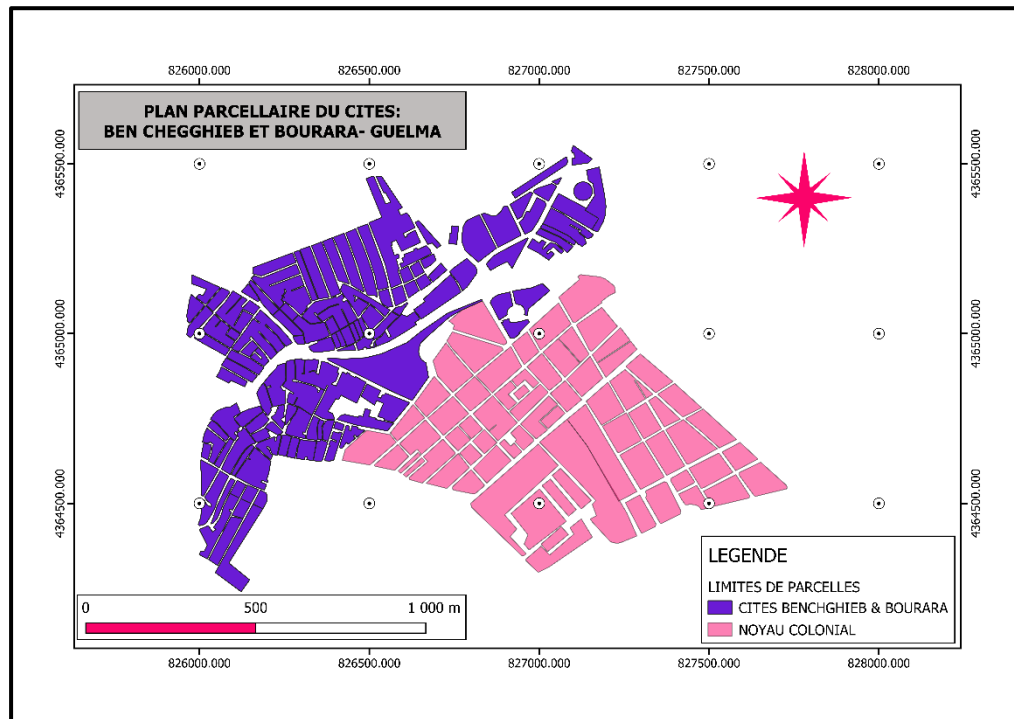 826000.000 826500.000 827000.000 827500.000 828000.000
PLAN PARCELLAIRE DU CITES:
BEN CHEGGHIEB ET BOURARA- GUELMA
4365500.000 4365500.000
4365000.000 4365000.000
4364500.000 4364500.000
LEGENDE
LIMITES DE PARCELLES
CITES BENCHGHIEB & BOURARA
NOYAU COLONIAL
0 500 1 000 m
826000.000 826500.000 827000.000 827500.000 828000.000